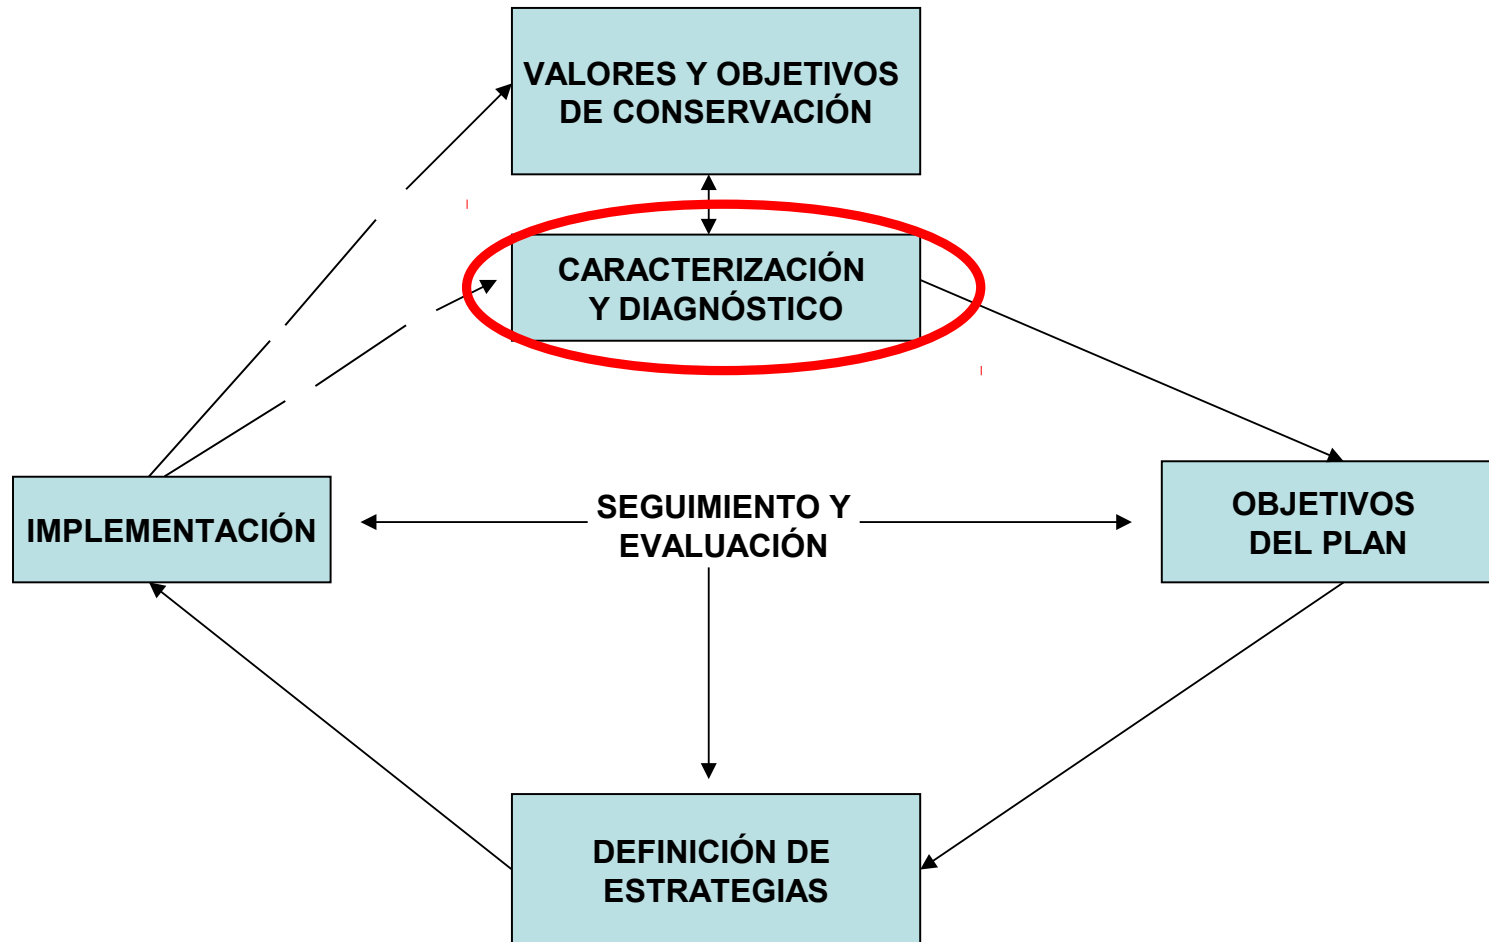 VALORES Y OBJETIVOS
DE CONSERVACIÓN
CARACTERIZACIÓN
Y DIAGNÓSTICO
IMPLEMENTACIÓN
SEGUIMIENTO Y
EVALUACIÓN
OBJETIVOS
DEL PLAN
DEFINICIÓN DE
ESTRATEGIAS